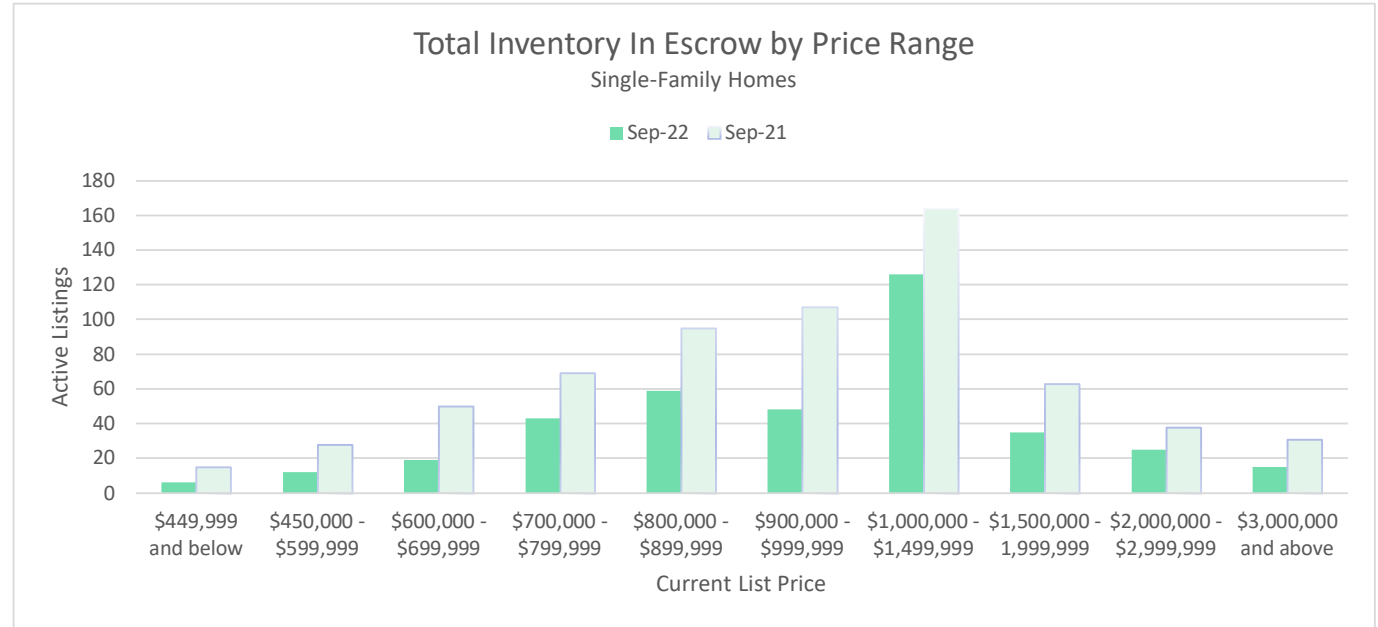 Total Inventory In Escrow by Price Range
Single-Family Homes
Sep-22 Sep-21
180
160
140
120
100
80
60
40
20
0
Active Listings
$449,999 and below
$450,000 - $599,999
$600,000 - $699,999
$700,000 - $799,999
$800,000 - $899,999
$900,000 - $999,999
$1,000,000 - $1,499,999
$1,500,000 - 1,999,999
$2,000,000 - $2,999,999
$3,000,000 and above
Current List Price